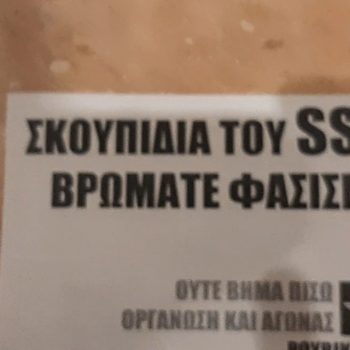 ΣΚΟΥΠΙΔΙΑ ΤΟΥ SS
ΒΡΩΜΑΤΕ ΦΑΣΙΣ
ΟΥΤΕ ΒΗΜΑ ΠΙΣΩ
ΟΡΓΑΝΩΣΗ ΚΑΙ ΑΓΩΝΑΣ